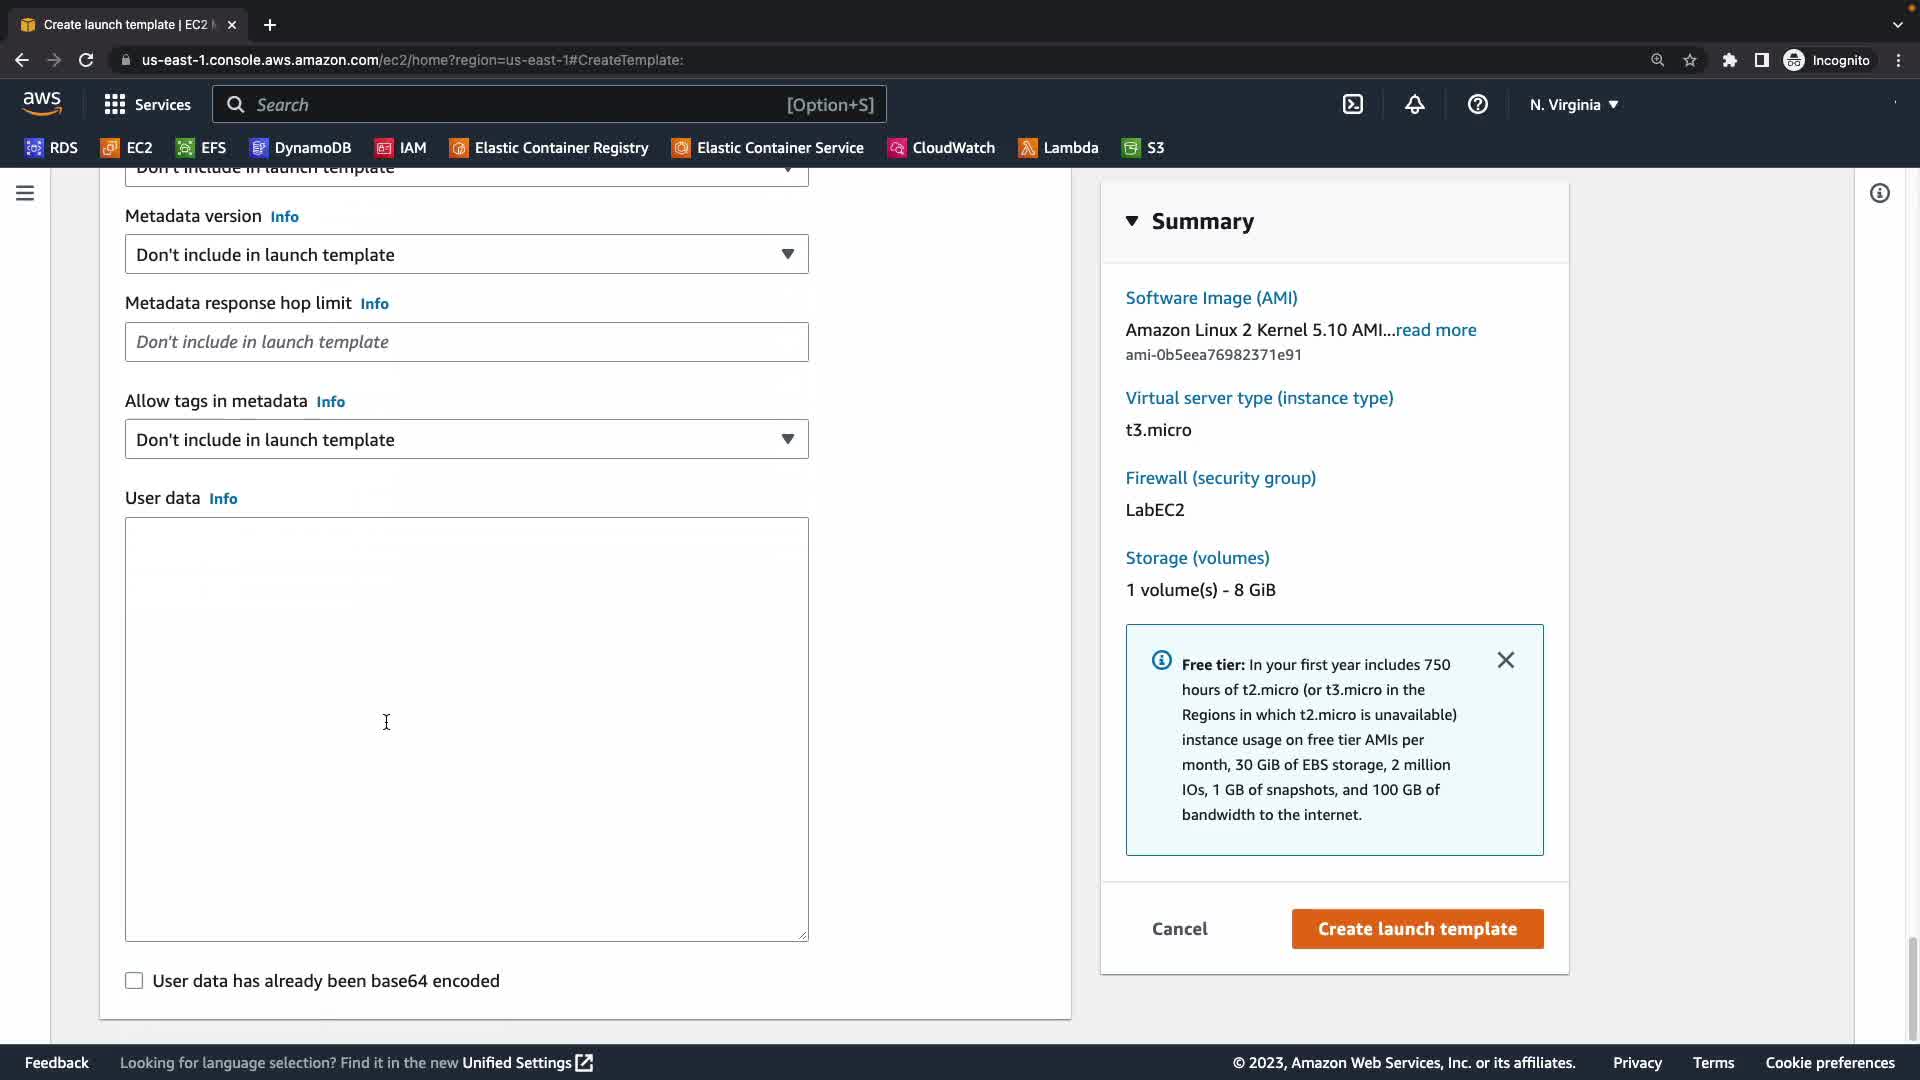 Create launch template | EC2
us-east-1.console.aws.amazon.com/ec2/home?region=us-east-1#CreateTemplate:
Incognito
aws
Services
Search
[Option+S]
N. Virginia
RDS
EC2
EFS
DynamoDB
IAM
Elastic Container Registry
Elastic Container Service
CloudWatch
Lambda
S3
Don't include in launch template
Metadata version Info
Don't include in launch template
Metadata response hop limit Info
Don't include in launch template
Allow tags in metadata Info
Don't include in launch template
User data Info
User data has already been base64 encoded
Summary
Software Image (AMI)
Amazon Linux 2 Kernel 5.10 AMI...read more
ami-0b5eea76982371e91
Virtual server type (instance type)
t3.micro
Firewall (security group)
LabEC2
Storage (volumes)
1 volume(s) - 8 GiB
Free tier: In your first year includes 750
hours of t2.micro (or t3.micro in the
Regions in which t2.micro is unavailable)
instance usage on free tier AMIs per
month, 30 GiB of EBS storage, 2 million
IOs, 1 GB of snapshots, and 100 GB of
bandwidth to the internet.
Cancel
Create launch template
Feedback
Looking for language selection? Find it in the new Unified Settings
© 2023, Amazon Web Services, Inc. or its affiliates.
Privacy
Terms
Cookie preferences